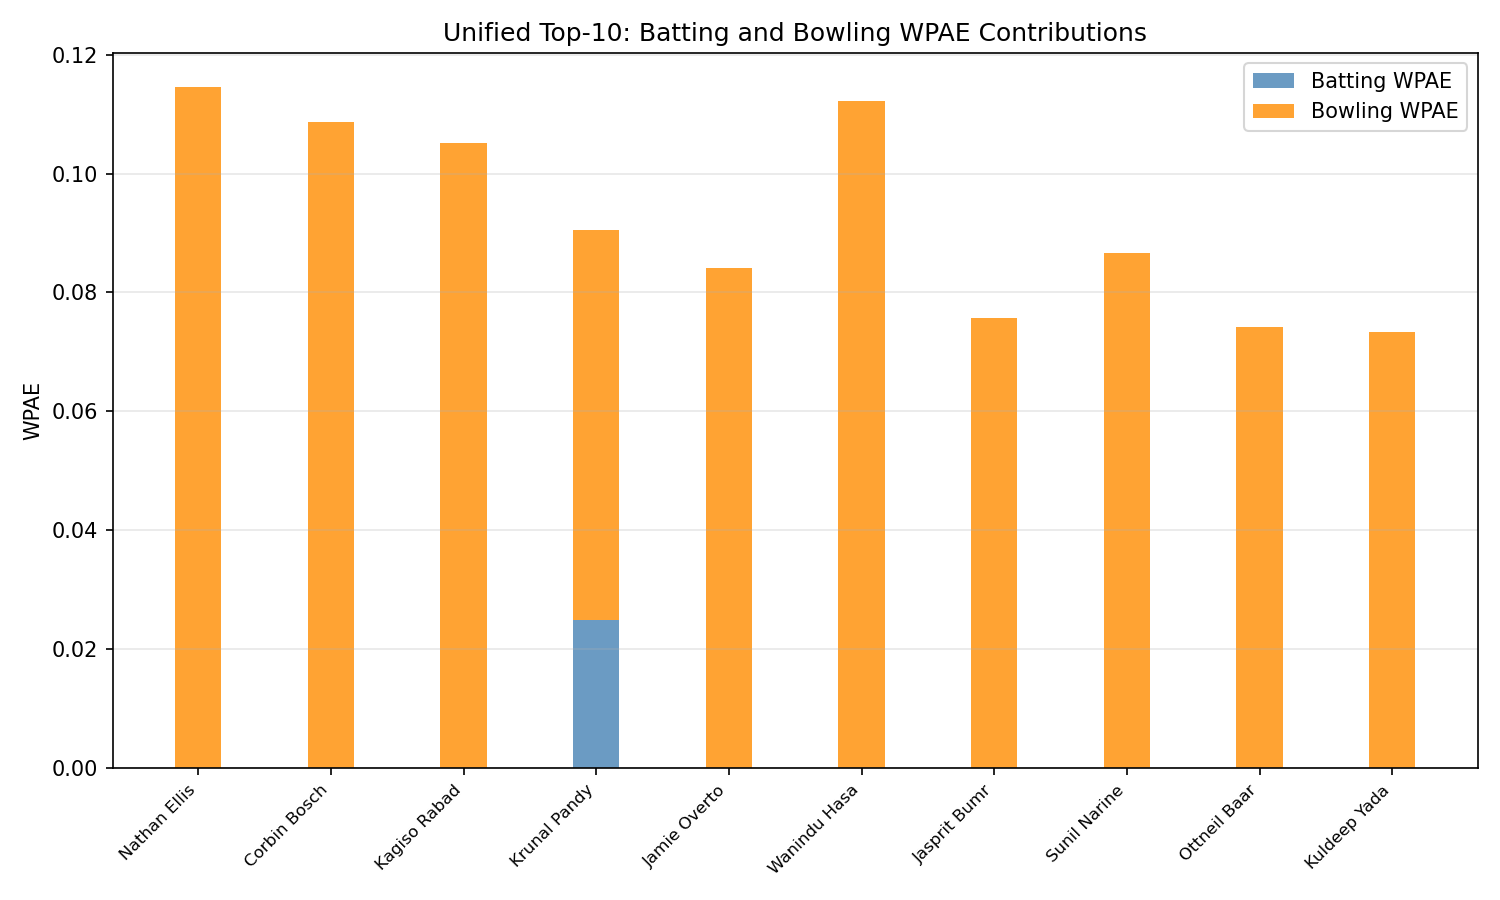 Unified Top-10: Batting and Bowling WPAE Contributions
Batting WPAE
Bowling WPAE
WPAE
0.12
0.10
0.08
0.06
0.04
0.02
0.00
Nathan Ellis
Corbin Bosch
Kagiso Rabad
Krunal Pandy
Jamie Overto
Wanindu Hasa
Jasprit Bumr
Sunil Narine
Ottneil Baar
Kuldeep Yada